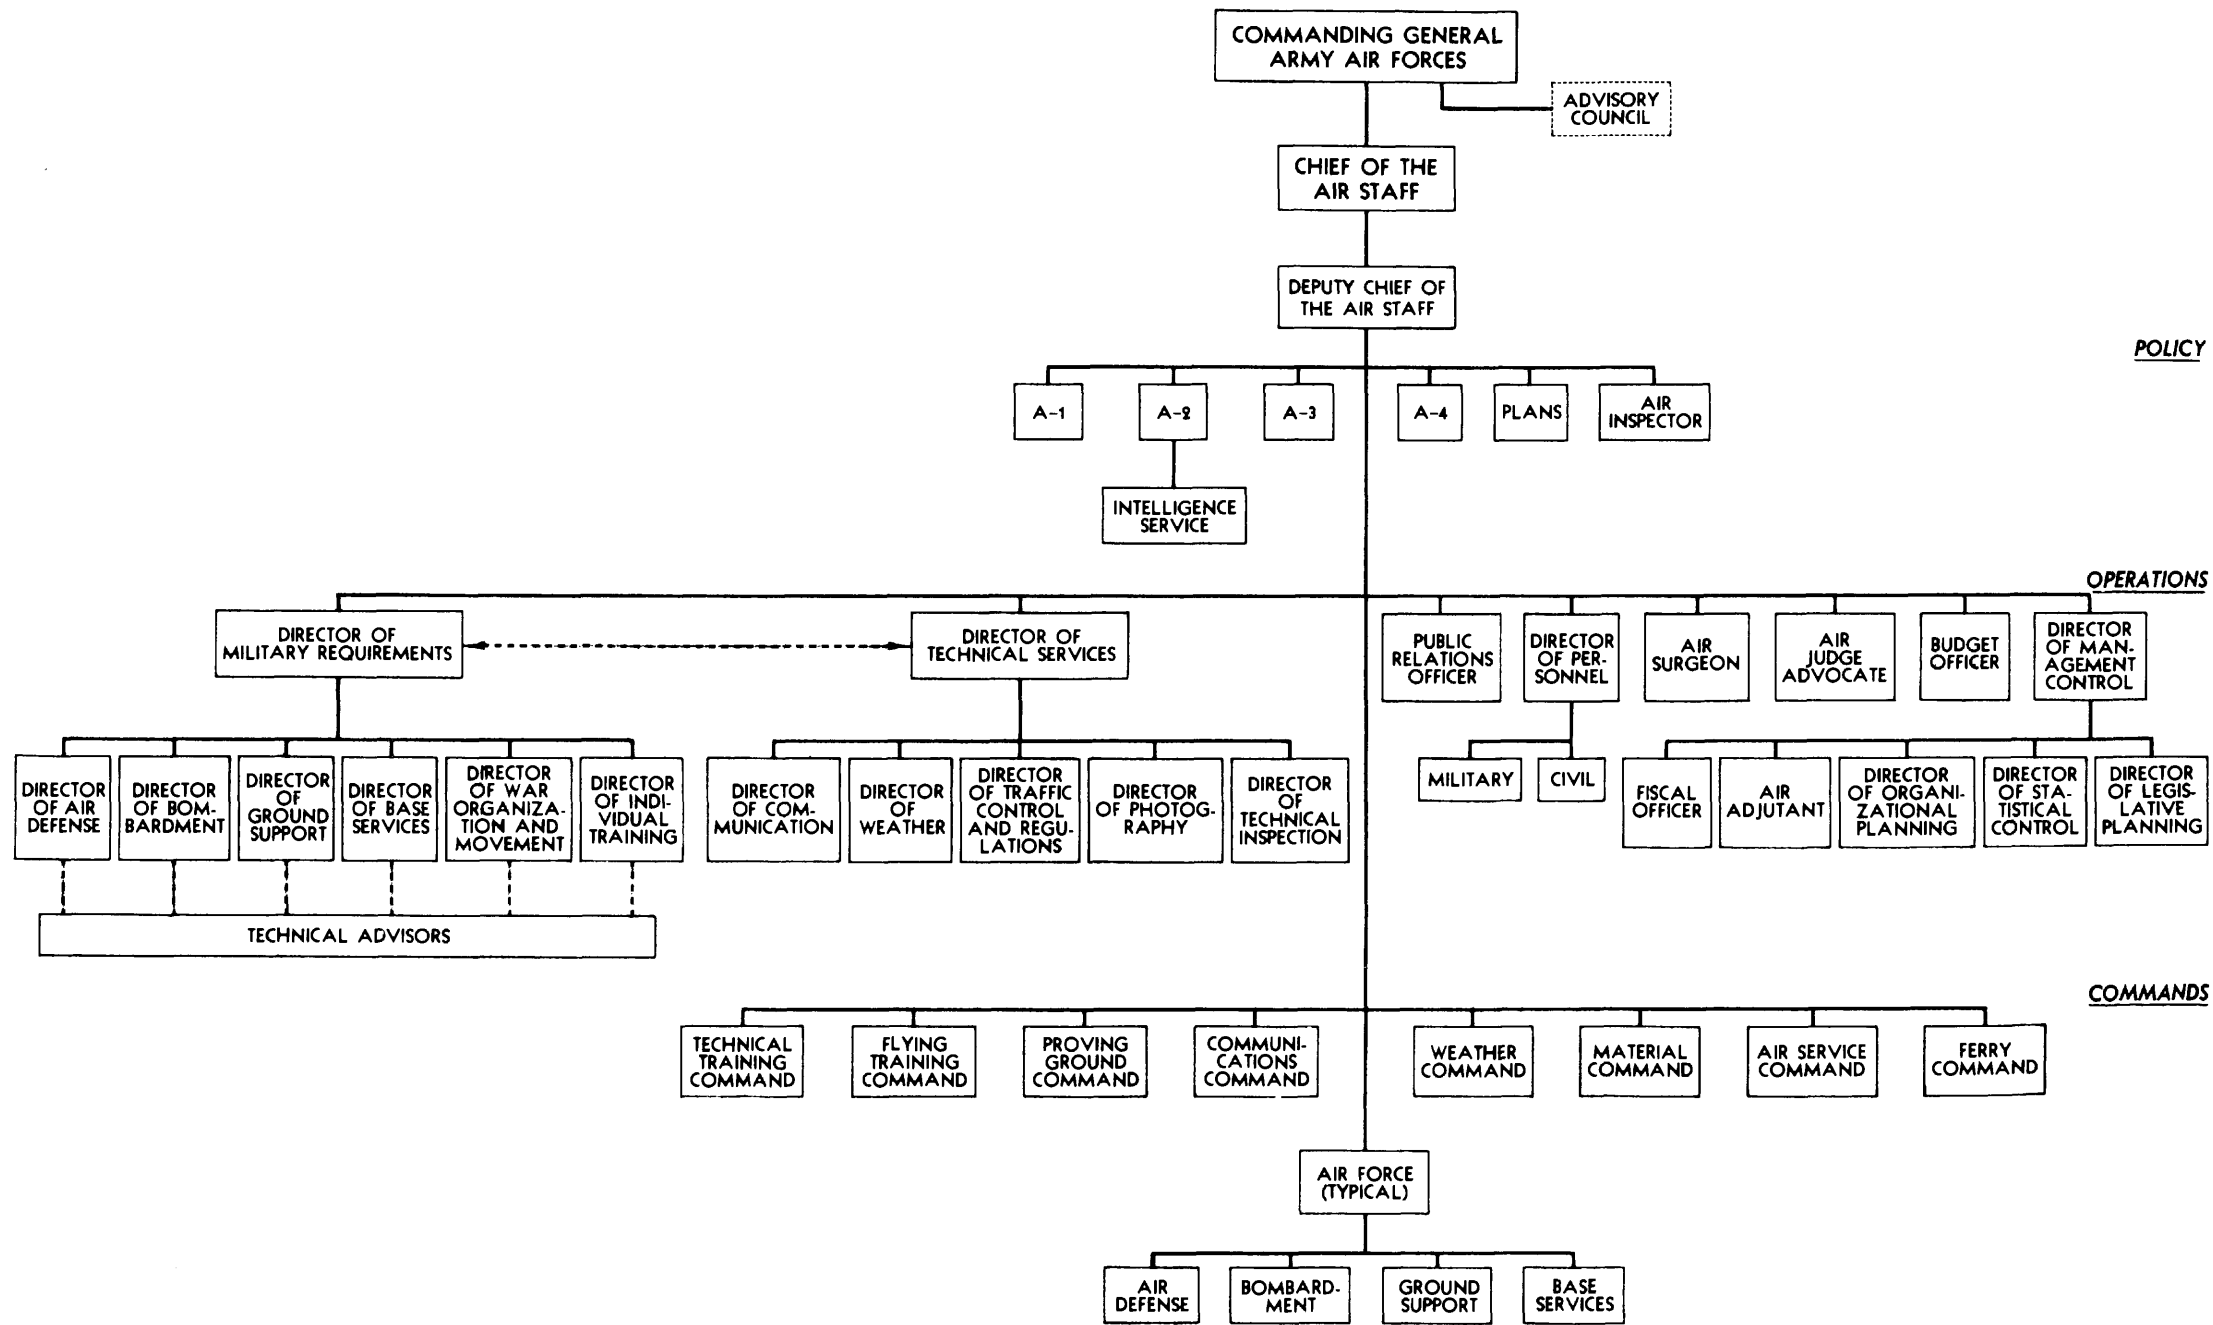 COMMANDING GENERAL
ARMY AIR FORCES
ADVISORY
COUNCIL
CHIEF OF THE
AIR STAFF
DEPUTY CHIEF OF
THE AIR STAFF
POLICY
A-1
A-2
A-3
A-4
PLANS
AIR
INSPECTOR
INTELLIGENCE
SERVICE
OPERATIONS
DIRECTOR OF
MILITARY REQUIREMENTS
DIRECTOR OF
TECHNICAL SERVICES
PUBLIC
RELATIONS
OFFICER
DIRECTOR
OF PER-
SONNEL
AIR
SURGEON
AIR
JUDGE
ADVOCATE
BUDGET
OFFICER
DIRECTOR
OF MAN-
AGEMENT
CONTROL
DIRECTOR
OF AIR
DEFENSE
DIRECTOR
OF BOM-
BARDMENT
DIRECTOR
OF
GROUND
SUPPORT
DIRECTOR
OF BASE
SERVICES
DIRECTOR
OF WAR
ORGANIZA-
TION AND
MOVEMENT
DIRECTOR
OF INDI-
VIDUAL
TRAINING
DIRECTOR
OF COM-
MUNICATION
DIRECTOR
OF
WEATHER
DIRECTOR
OF TRAFFIC
CONTROL
AND REGU-
LATIONS
DIRECTOR
OF PHOTOG-
RAPHY
DIRECTOR
OF
TECHNICAL
INSPECTION
MILITARY
CIVIL
FISCAL
OFFICER
AIR
ADJUTANT
DIRECTOR
OF ORGANI-
ZATIONAL
PLANNING
DIRECTOR
OF STA-
TISTICAL
CONTROL
DIRECTOR
OF LEGIS-
LATIVE
PLANNING
TECHNICAL ADVISORS
COMMANDS
TECHNICAL
TRAINING
COMMAND
FLYING
TRAINING
COMMAND
PROVING
GROUND
COMMAND
COMMUNI-
CATIONS
COMMAND
WEATHER
COMMAND
MATERIAL
COMMAND
AIR SERVICE
COMMAND
FERRY
COMMAND
AIR FORCE
(TYPICAL)
AIR
DEFENSE
BOMBARD-
MENT
GROUND
SUPPORT
BASE
SERVICES